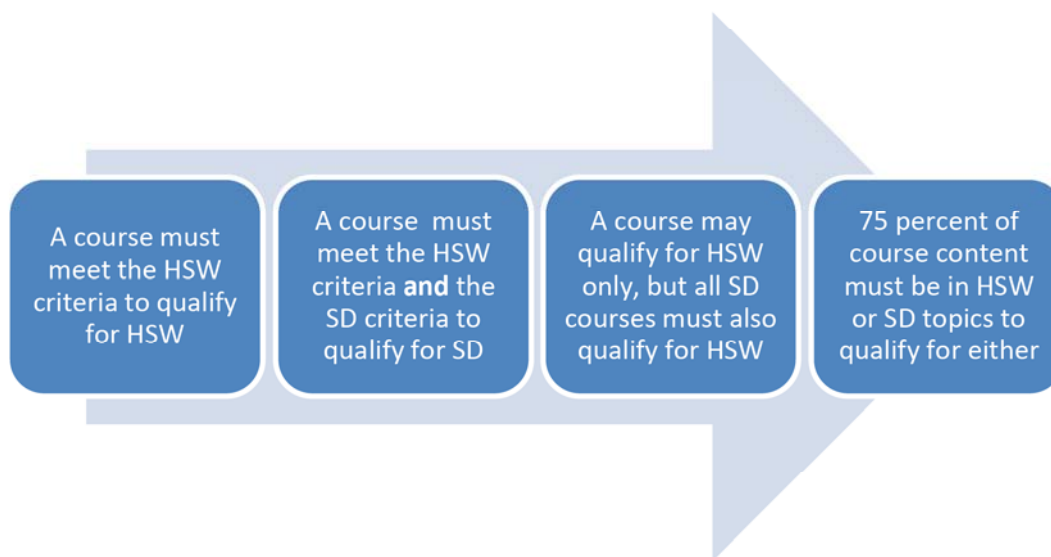 A course must
meet the HSW
criteria to qualify
for HSW
A course must
meet the HSW
criteria and the
SD criteria to
qualify for SD
A course may
qualify for HSW
only, but all SD
courses must also
qualify for HSW
75 percent of
course content
must be in HSW
or SD topics to
qualify for either